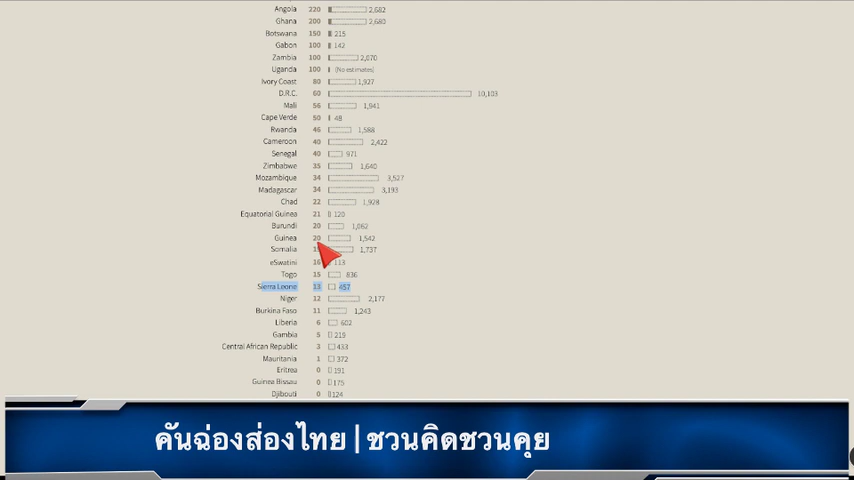 Angola 220 2,682
Ghana 200 2,680
Botswana 150 215
Gabon 100 142
Zambia 100 2,070
Uganda 100 (No estimates)
Ivory Coast 80 1,927
D.R.C. 60 10,103
Mali 56 1,941
Cape Verde 50 48
Rwanda 46 1,588
Cameroon 40 2,422
Senegal 40 971
Zimbabwe 35 1,640
Mozambique 34 3,527
Madagascar 34 3,193
Chad 22 1,928
Equatorial Guinea 21 120
Burundi 20 1,062
Guinea 20 1,542
Somalia 1,737
eSwatini 113
Togo 15 836
Sierra Leone 13 457
Niger 12 2,177
Burkina Faso 11 1,243
Liberia 6 602
Gambia 5 219
Central African Republic 3 433
Mauritania 1 372
Eritrea 0 191
Guinea Bissau 0 175
Djibouti 0 124
คันฉ่องส่องไทย | ชวนคิดชวนคุย